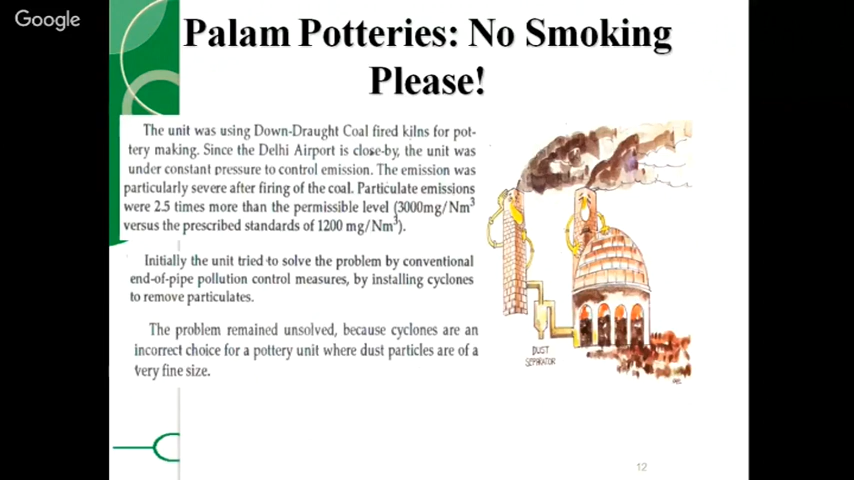 Google
Palam Potteries: No Smoking
Please!
The unit was using Down-Draught Coal fired kilns for pot-
tery making. Since the Delhi Airport is close-by, the unit was
under constant pressure to control emission. The emission was
particularly severe after firing of the coal. Particulate emissions
were 2.5 times more than the permissible level (3000mg/Nm³
versus the prescribed standards of 1200 mg/Nm³).
Initially the unit tried to solve the problem by conventional
end-of-pipe pollution control measures, by installing cyclones
to remove particulates.
The problem remained unsolved, because cyclones are an
incorrect choice for a pottery unit where dust particles are of a
very fine size.
DUST
SEPARATOR
12